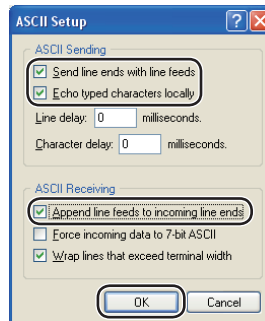 ASCII Setup
ASCII Sending
Send line ends with line feeds
Echo typed characters locally
Line delay: 0 milliseconds.
Character delay: 0 milliseconds.
ASCII Receiving
Append line feeds to incoming line ends
Force incoming data to 7-bit ASCII
Wrap lines that exceed terminal width
OK Cancel